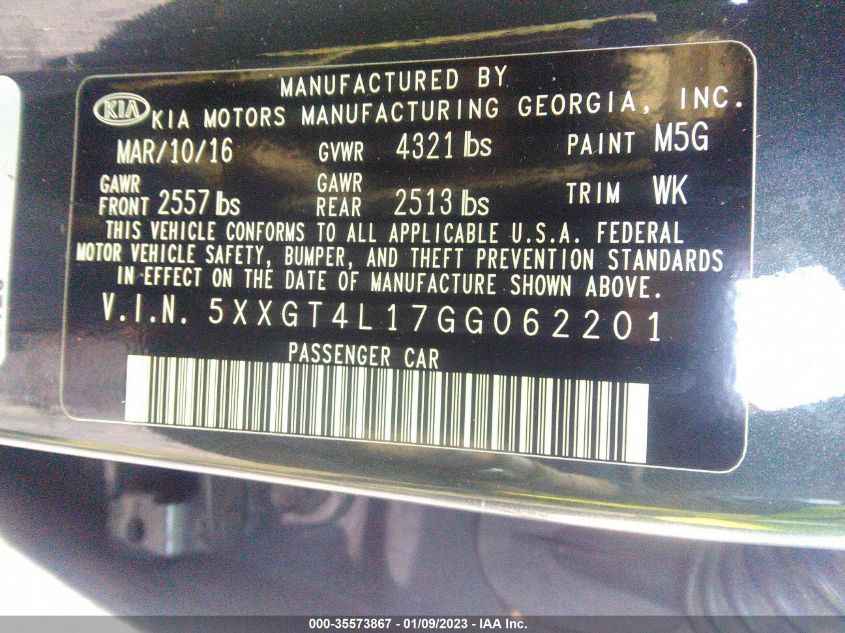 MANUFACTURED BY
KIA KIA MOTORS MANUFACTURING GEORGIA, INC.
MAR/10/16 GVWR 4321 lbs PAINT M5G
GAWR FRONT 2557 lbs GAWR REAR 2513 lbs TRIM WK
THIS VEHICLE CONFORMS TO ALL APPLICABLE U.S.A. FEDERAL
MOTOR VEHICLE SAFETY, BUMPER, AND THEFT PREVENTION STANDARDS
IN EFFECT ON THE DATE OF MANUFACTURE SHOWN ABOVE.
V.I.N. 5XXGT4L17GG062201
PASSENGER CAR
000-35573867 - 01/09/2023 - IAA Inc.